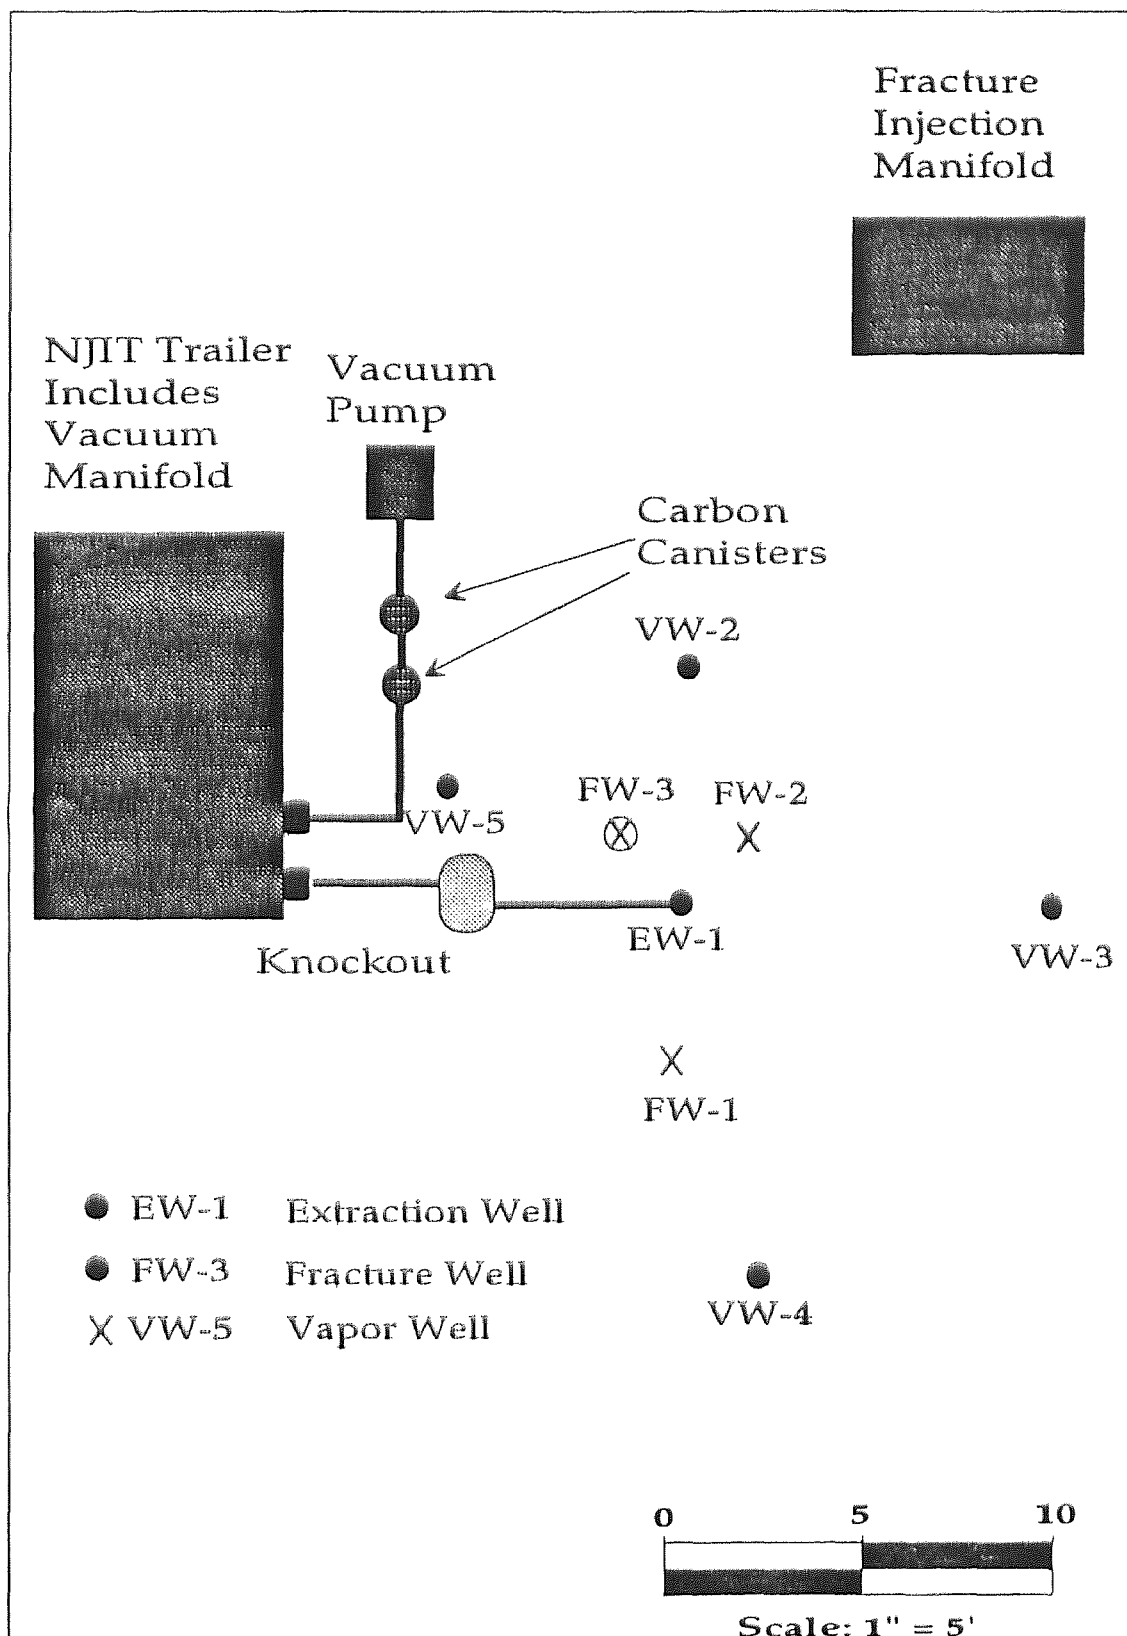 Fracture
Injection
Manifold
NJIT Trailer
Includes
Vacuum
Manifold
Vacuum
Pump
Carbon
Canisters
VW-2
VW-5
FW-3
FW-2
EW-1
VW-3
Knockout
FW-1
EW-1 Extraction Well
FW-3 Fracture Well
X VW-5 Vapor Well
VW-4
0 5 10
Scale: 1" = 5'